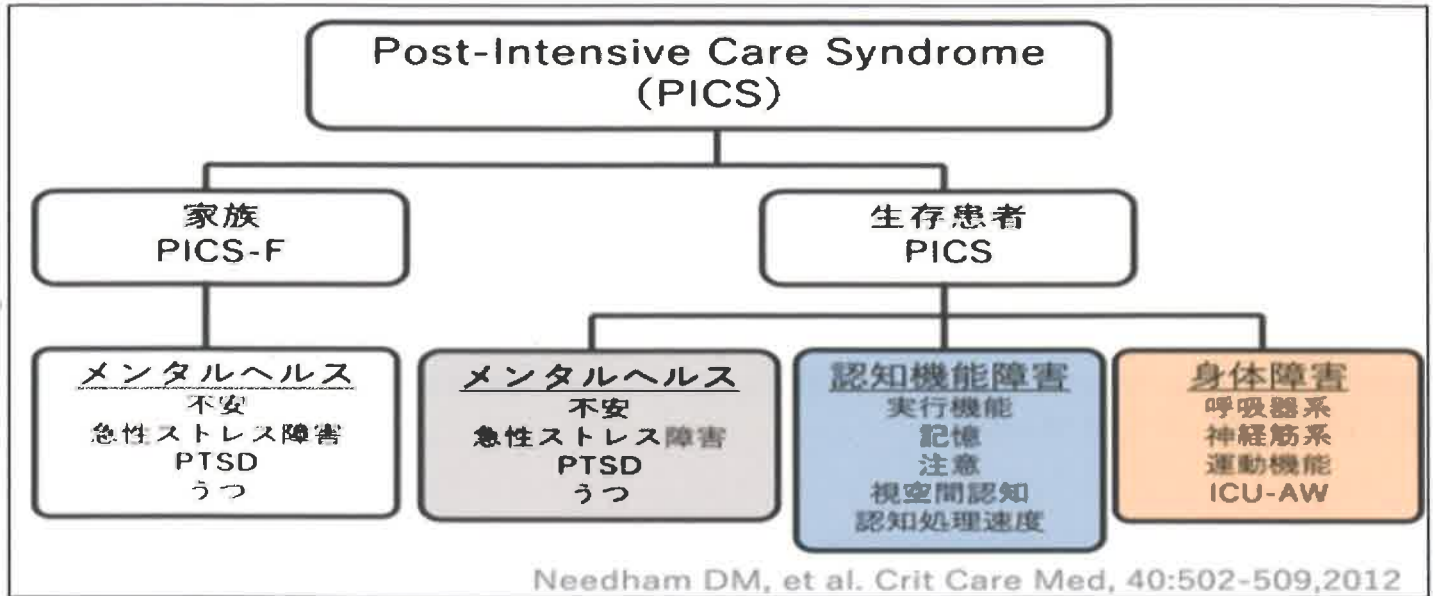 Post-Intensive Care Syndrome
(PICS)
家族
PICS-F
生存患者
PICS
メンタルヘルス
不安
急性ストレス障害
PTSD
うつ
メンタルヘルス
不安
急性ストレス障害
PTSD
うつ
認知機能障害
実行機能
記憶
注意
視空間認知
認知処理速度
身体障害
呼吸器系
神経筋系
運動機能
ICU-AW
Needham DM, et al. Crit Care Med, 40:502-509,2012